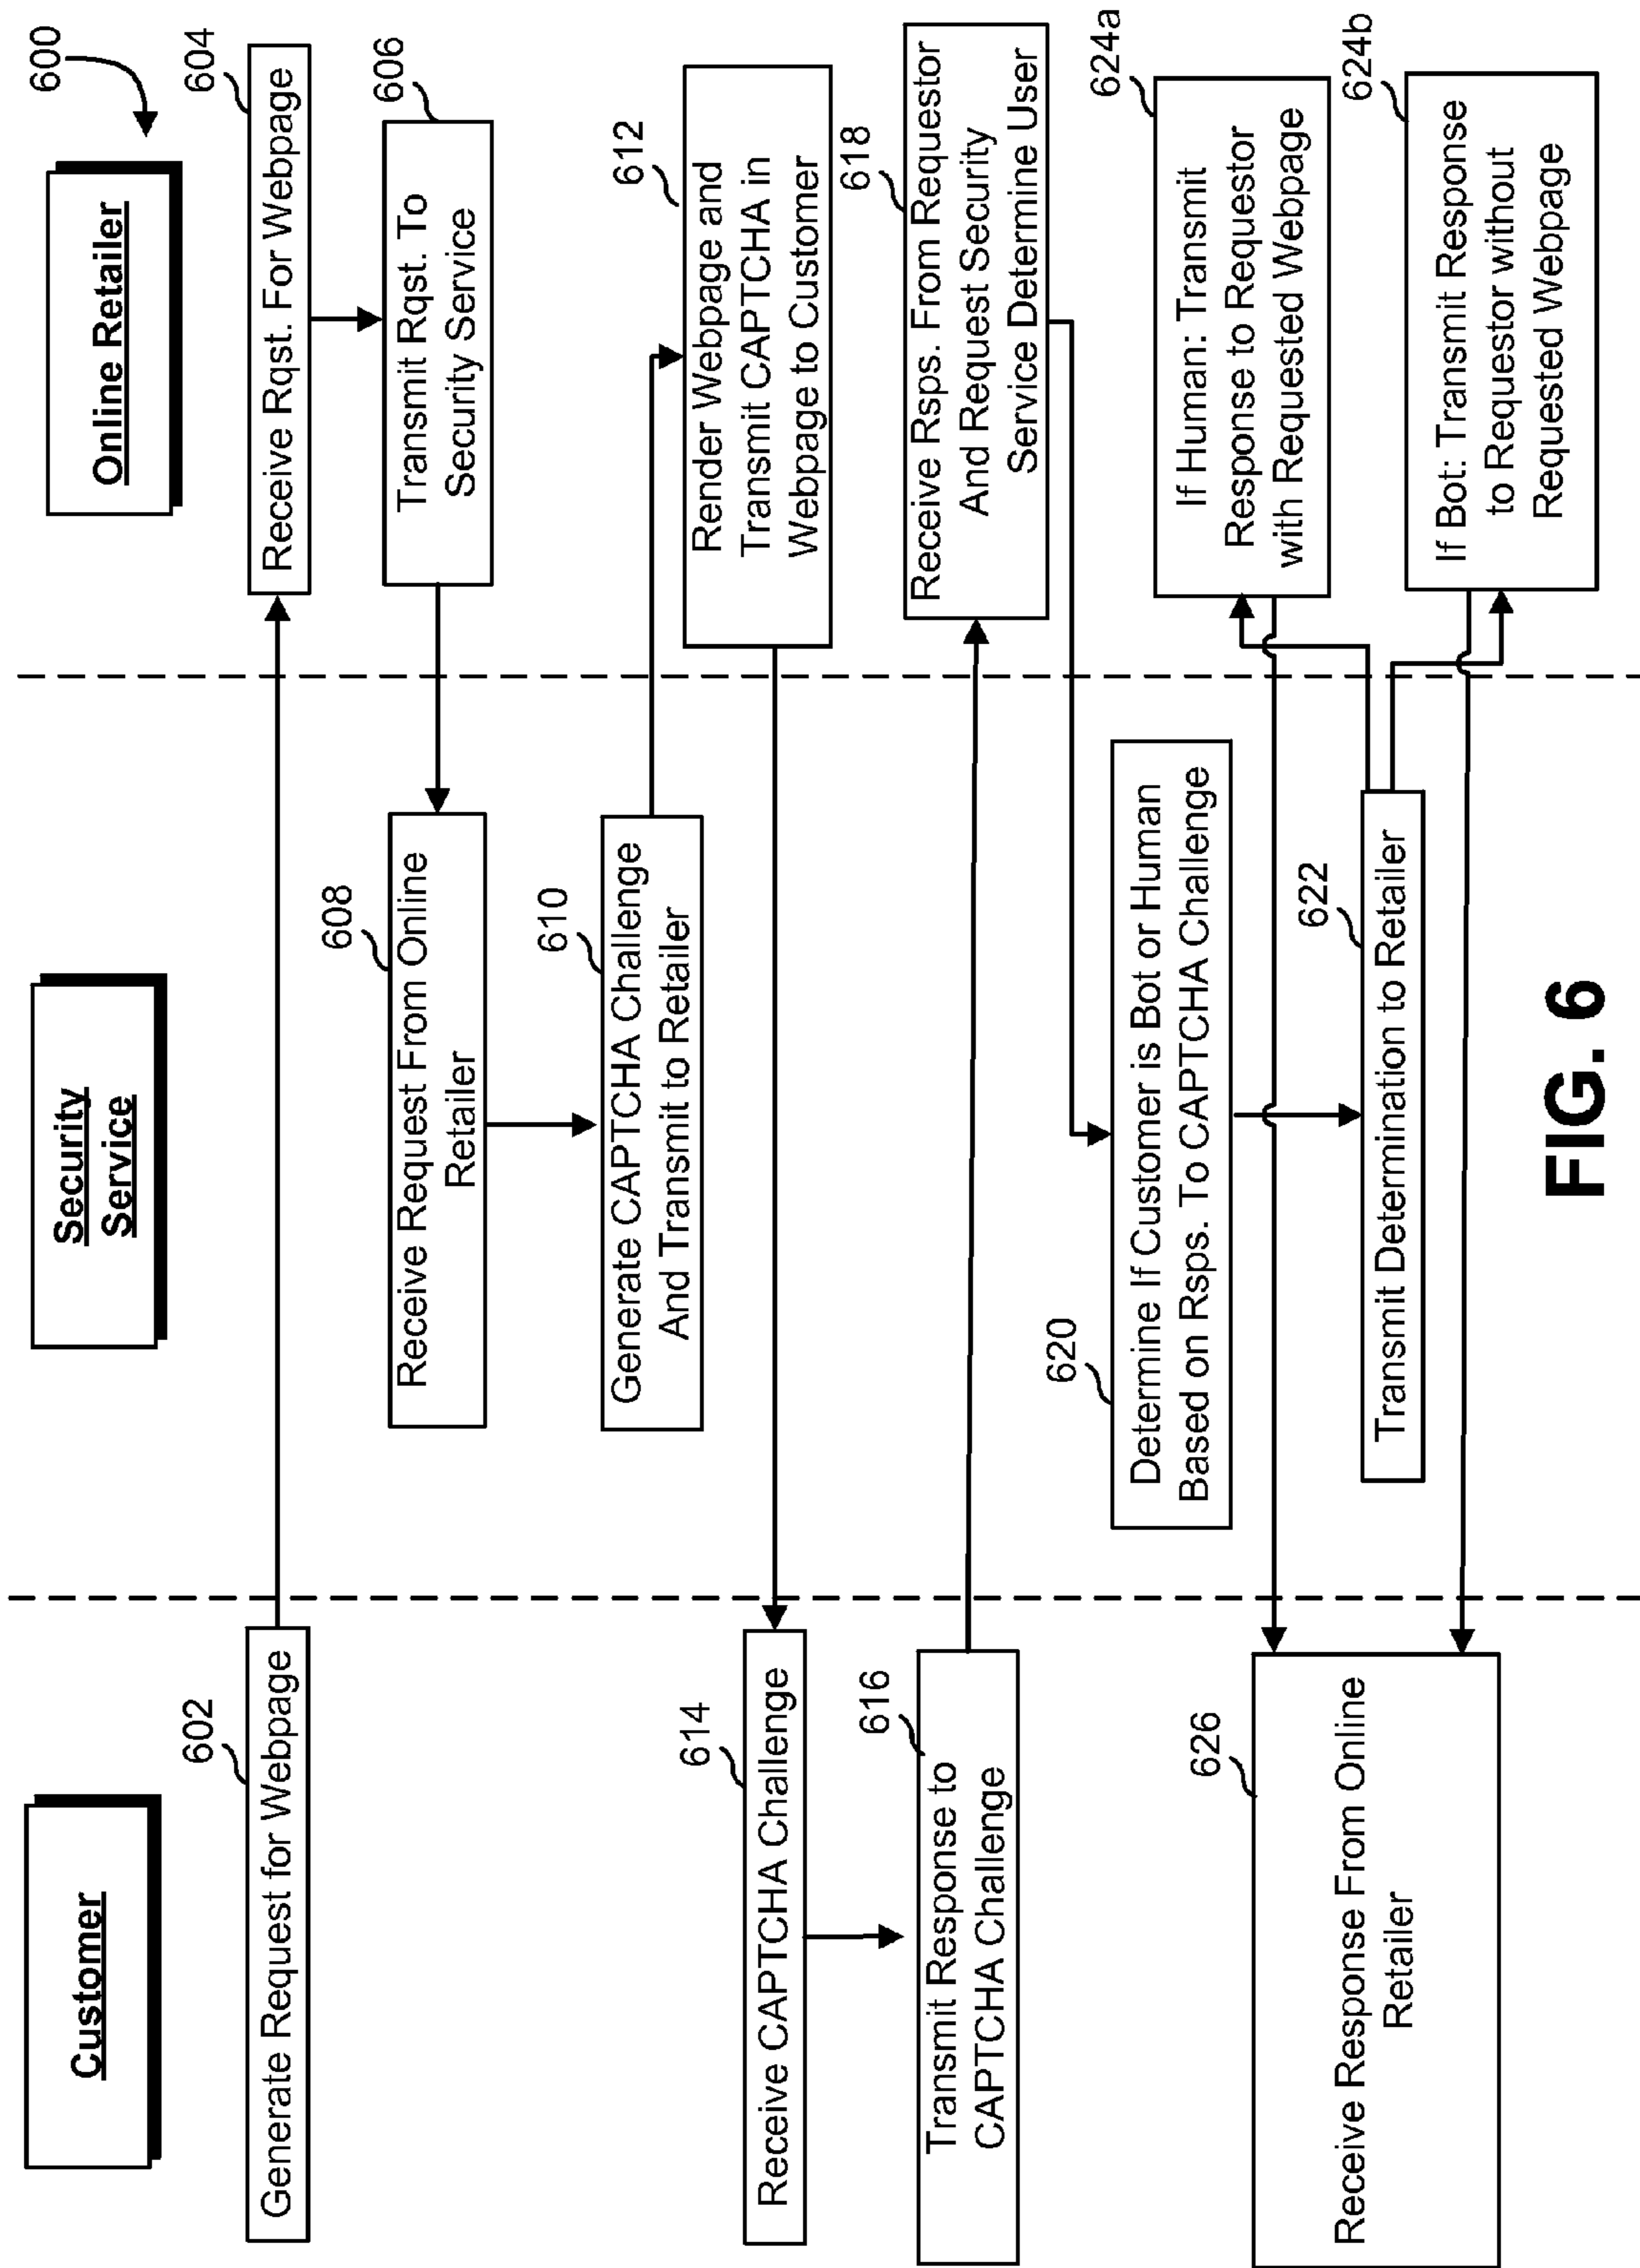 600
Customer
Security
Service
Online Retailer
602
Generate Request for Webpage
604
Receive Rqst. For Webpage
606
Transmit Rqst. To
Security Service
608
Receive Request From Online
Retailer
610
Generate CAPTCHA Challenge
And Transmit to Retailer
612
Render Webpage and
Transmit CAPTCHA in
Webpage to Customer
614
Receive CAPTCHA Challenge
616
Transmit Response to
CAPTCHA Challenge
618
Receive Rsps. From Requestor
And Request Security
Service Determine User
620
Determine If Customer is Bot or Human
Based on Rsps. To CAPTCHA Challenge
622
Transmit Determination to Retailer
624a
If Human: Transmit
Response to Requestor
with Requested Webpage
624b
If Bot: Transmit Response
to Requestor without
Requested Webpage
626
Receive Response From Online
Retailer
FIG. 6